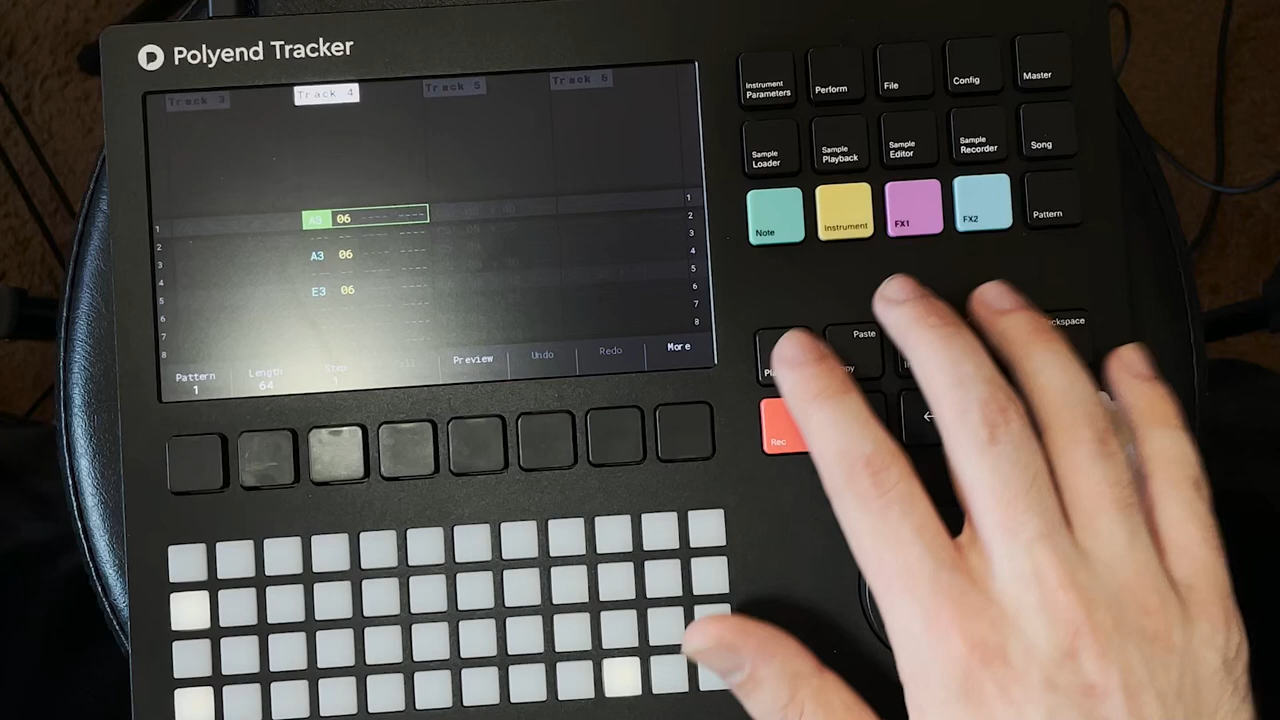 Polyend Tracker
Track 3
Track 4
Track 5
Track 6
1
2
3
4
5
6
7
8
A3 06
A3 06
E3 06
1
2
3
4
5
6
7
8
Pattern
1
Length
64
Step
1
Preview
Undo
Redo
More
Instrument
Parameters
Perform
File
Config
Master
Sample
Loader
Sample
Playback
Sample
Editor
Sample
Recorder
Song
Note
Instrument
FX1
FX2
Pattern
Paste
Rec
←